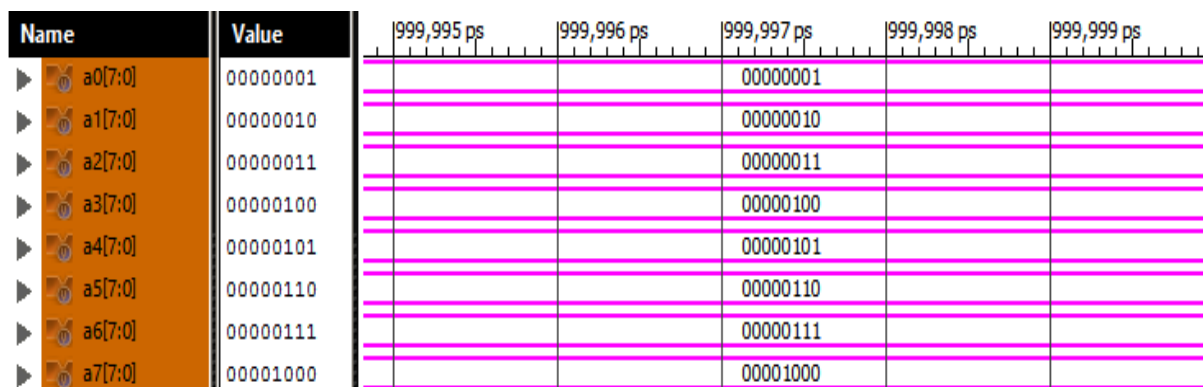 Name Value 999,995 ps 999,996 ps 999,997 ps 999,998 ps 999,999 ps
a0[7:0] 00000001 00000001
a1[7:0] 00000010 00000010
a2[7:0] 00000011 00000011
a3[7:0] 00000100 00000100
a4[7:0] 00000101 00000101
a5[7:0] 00000110 00000110
a6[7:0] 00000111 00000111
a7[7:0] 00001000 00001000